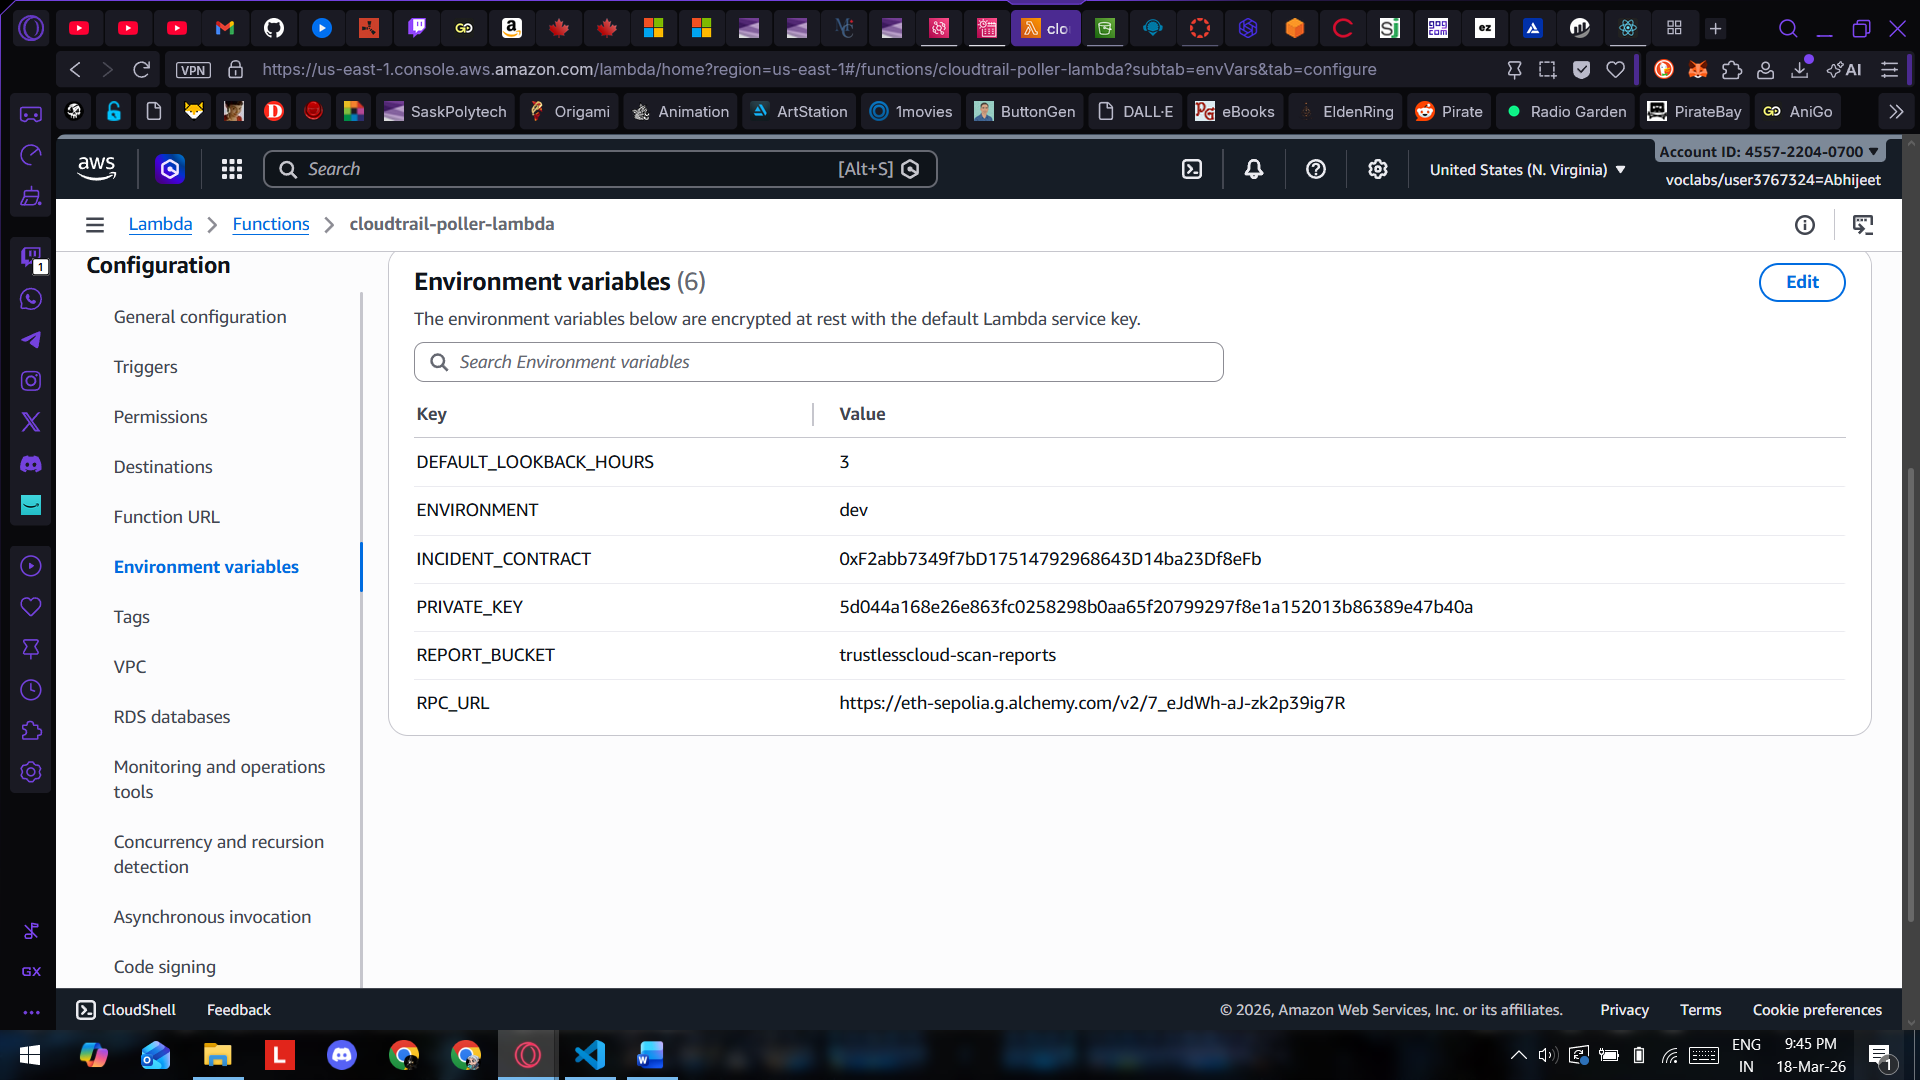 clo
VPN
https://us-east-1.console.aws.amazon.com/lambda/home?region=us-east-1#/functions/cloudtrail-poller-lambda?subtab=envVars&tab=configure
AI
SaskPolytech
Origami
Animation
ArtStation
1movies
ButtonGen
DALL·E
eBooks
EldenRing
Pirate
Radio Garden
PirateBay
AniGo
aws
Search
[Alt+S]
United States (N. Virginia)
Account ID: 4557-2204-0700
voclabs/user3767324=Abhijeet
Lambda
Functions
cloudtrail-poller-lambda
Configuration
General configuration
Triggers
Permissions
Destinations
Function URL
Environment variables
Tags
VPC
RDS databases
Monitoring and operations
tools
Concurrency and recursion
detection
Asynchronous invocation
Code signing
Environment variables (6)
Edit
The environment variables below are encrypted at rest with the default Lambda service key.
Search Environment variables
Key Value
DEFAULT_LOOKBACK_HOURS 3
ENVIRONMENT dev
INCIDENT_CONTRACT 0xF2abb7349f7bD17514792968643D14ba23Df8eFb
PRIVATE_KEY 5d044a168e26e863fc0258298b0aa65f20799297f8e1a152013b86389e47b40a
REPORT_BUCKET trustlesscloud-scan-reports
RPC_URL https://eth-sepolia.g.alchemy.com/v2/7_eJdWh-aJ-zk2p39ig7R
1
GX
CloudShell
Feedback
© 2026, Amazon Web Services, Inc. or its affiliates.
Privacy
Terms
Cookie preferences
ENG
IN
9:45 PM
18-Mar-26
1